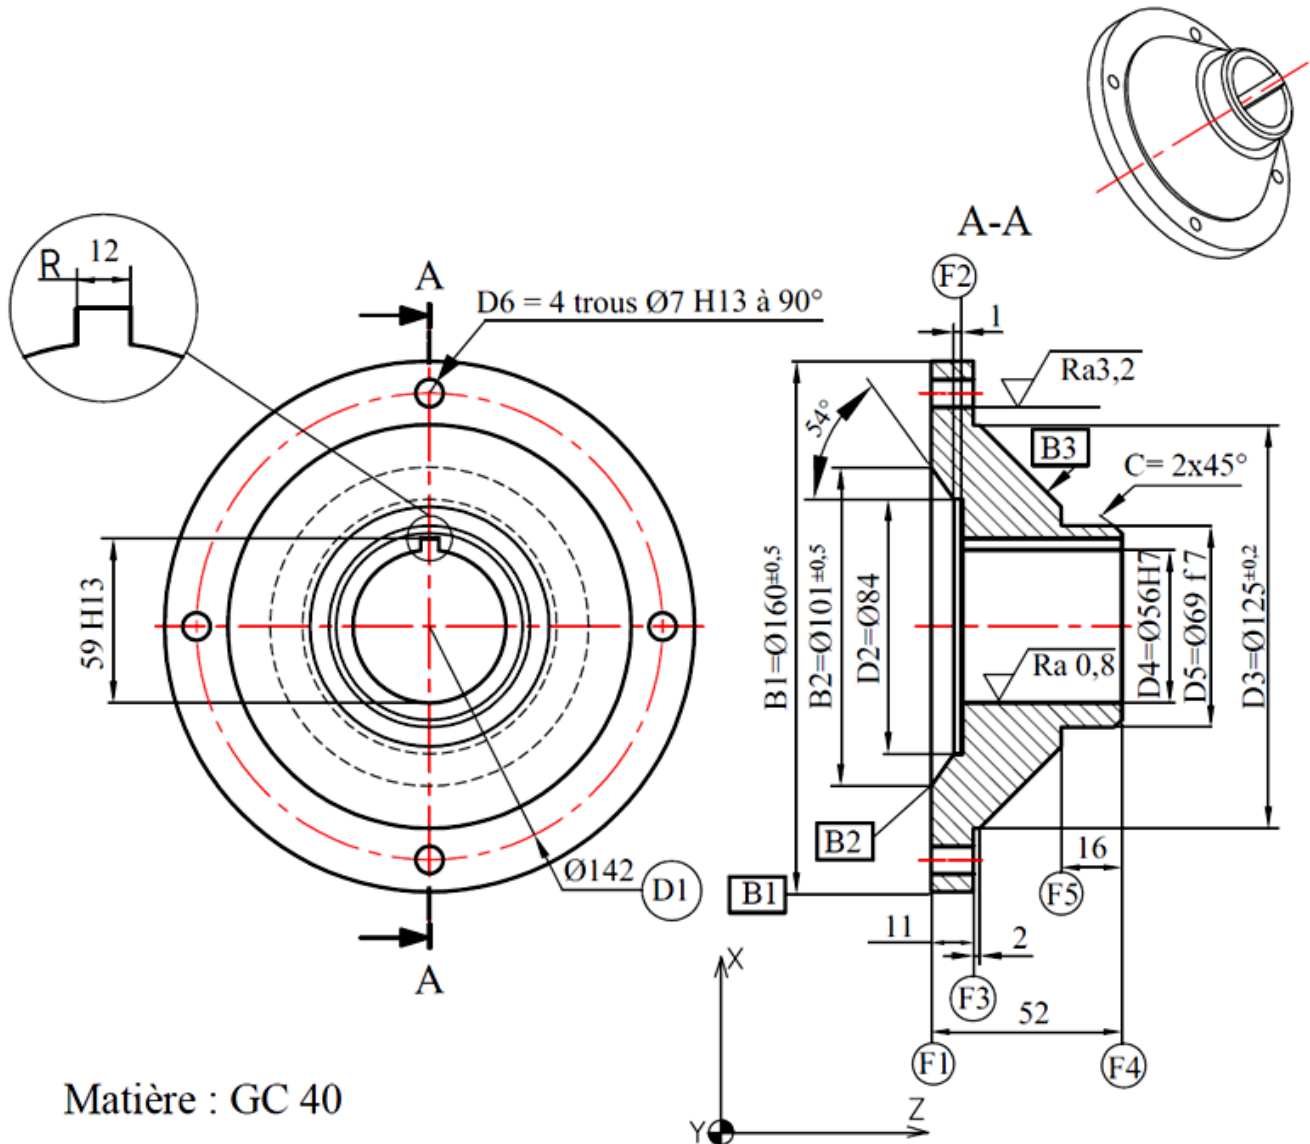 A-A
F2
R
12
A
D6 = 4 trous Ø7 H13 à 90°
1
Ra3,2
54°
B3
C= 2x45°
59 H13
B1=Ø160±0,5
B2=Ø101±0,5
D2=Ø84
Ra 0,8
D4=Ø56H7
D5=Ø69 f 7
D3=Ø125±0,2
B2
16
Ø142
D1
B1
F5
11
2
A
X
F3
52
F1
F4
Matière : GC 40
Z
Y